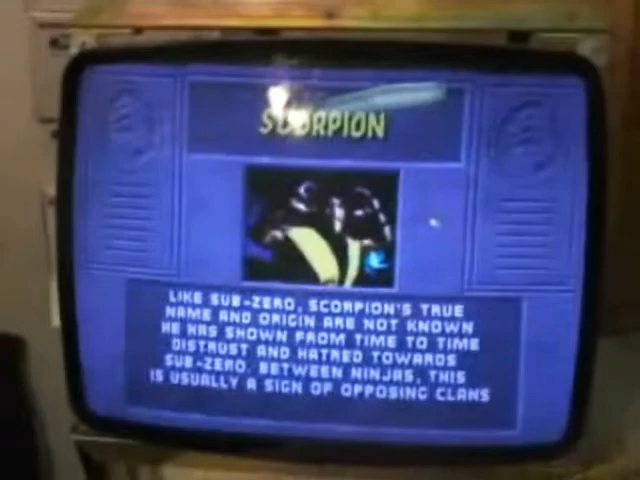 SCORPION
LIKE SUB-ZERO, SCORPION'S TRUE
NAME AND ORIGIN ARE NOT KNOWN
HE HAS SHOWN FROM TIME TO TIME
DISTRUST AND HATRED TOWARDS
SUB-ZERO. BETWEEN NINJAS, THIS
IS USUALLY A SIGN OF OPPOSING CLANS